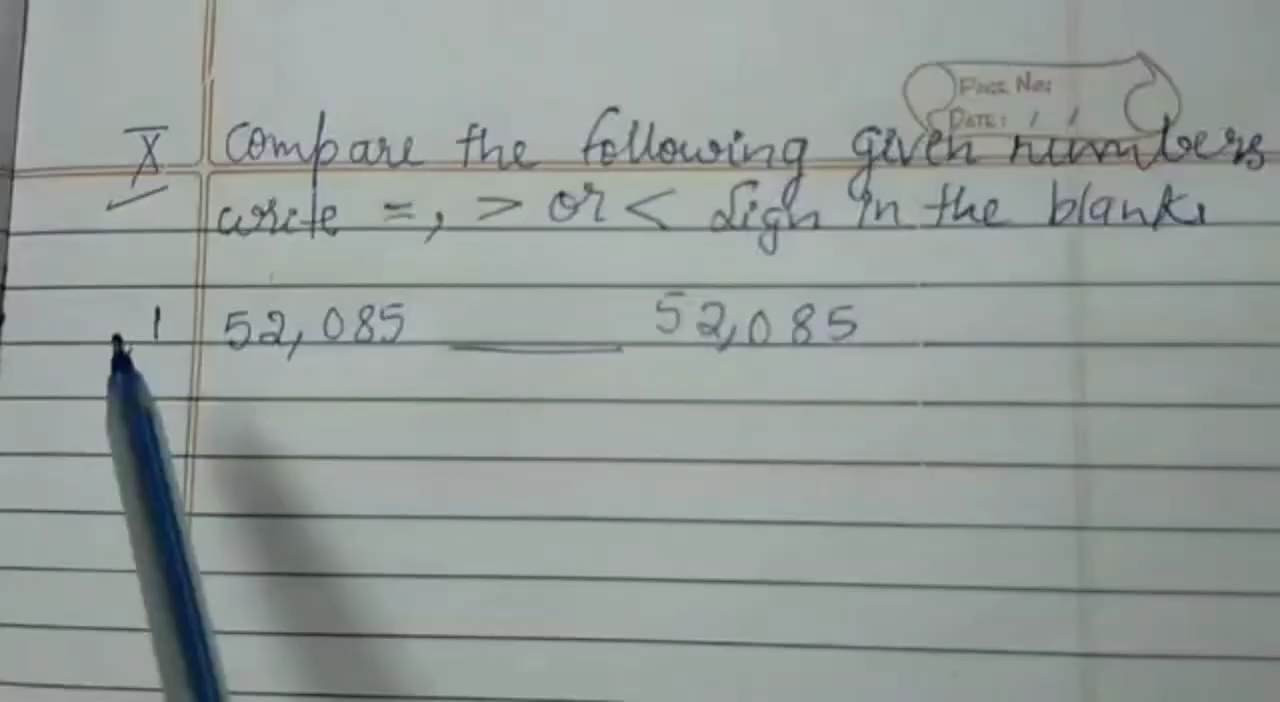 PAGE NO:
DATE: / /
X Compare the following given numbers
write =, > or < sign in the blank.
1 52,085 ____ 52,085